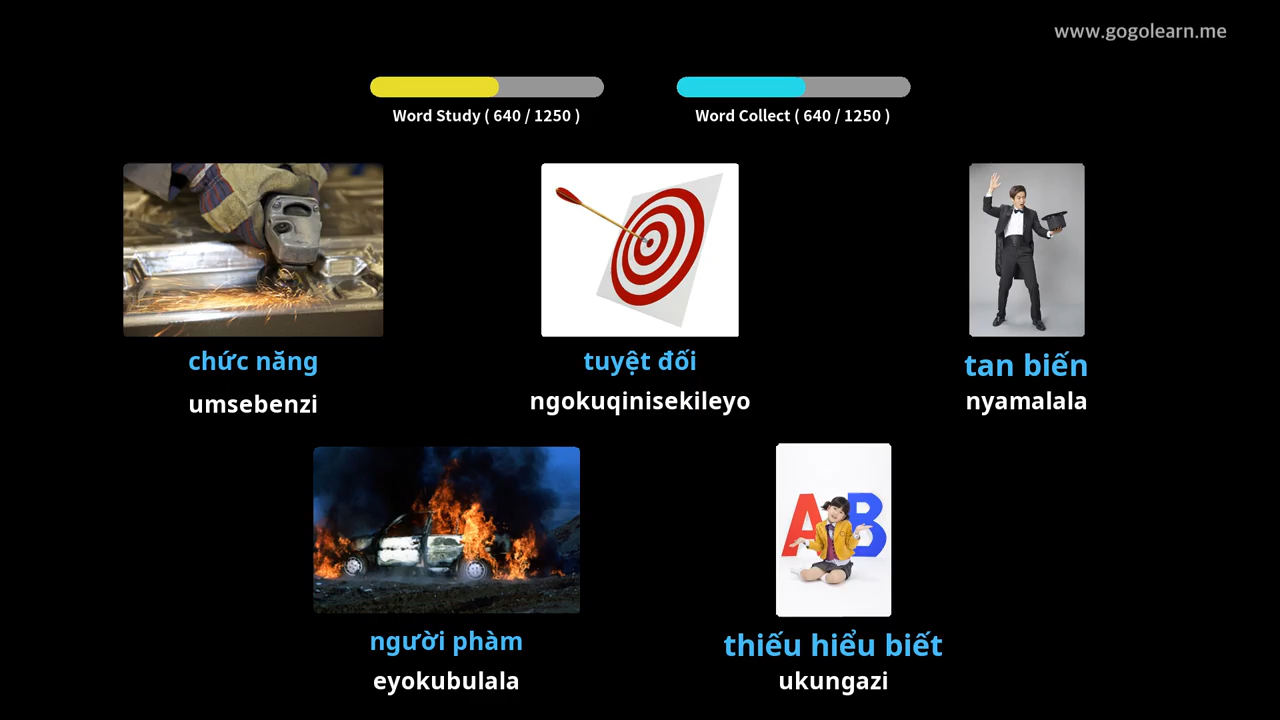 www.gogolearn.me
Word Study ( 640 / 1250 )
Word Collect ( 640 / 1250 )
chức năng
umsebenzi
tuyệt đối
ngokuqinisekileyo
tan biến
nyamalala
người phàm
eyokubulala
thiếu hiểu biết
ukungazi
A B